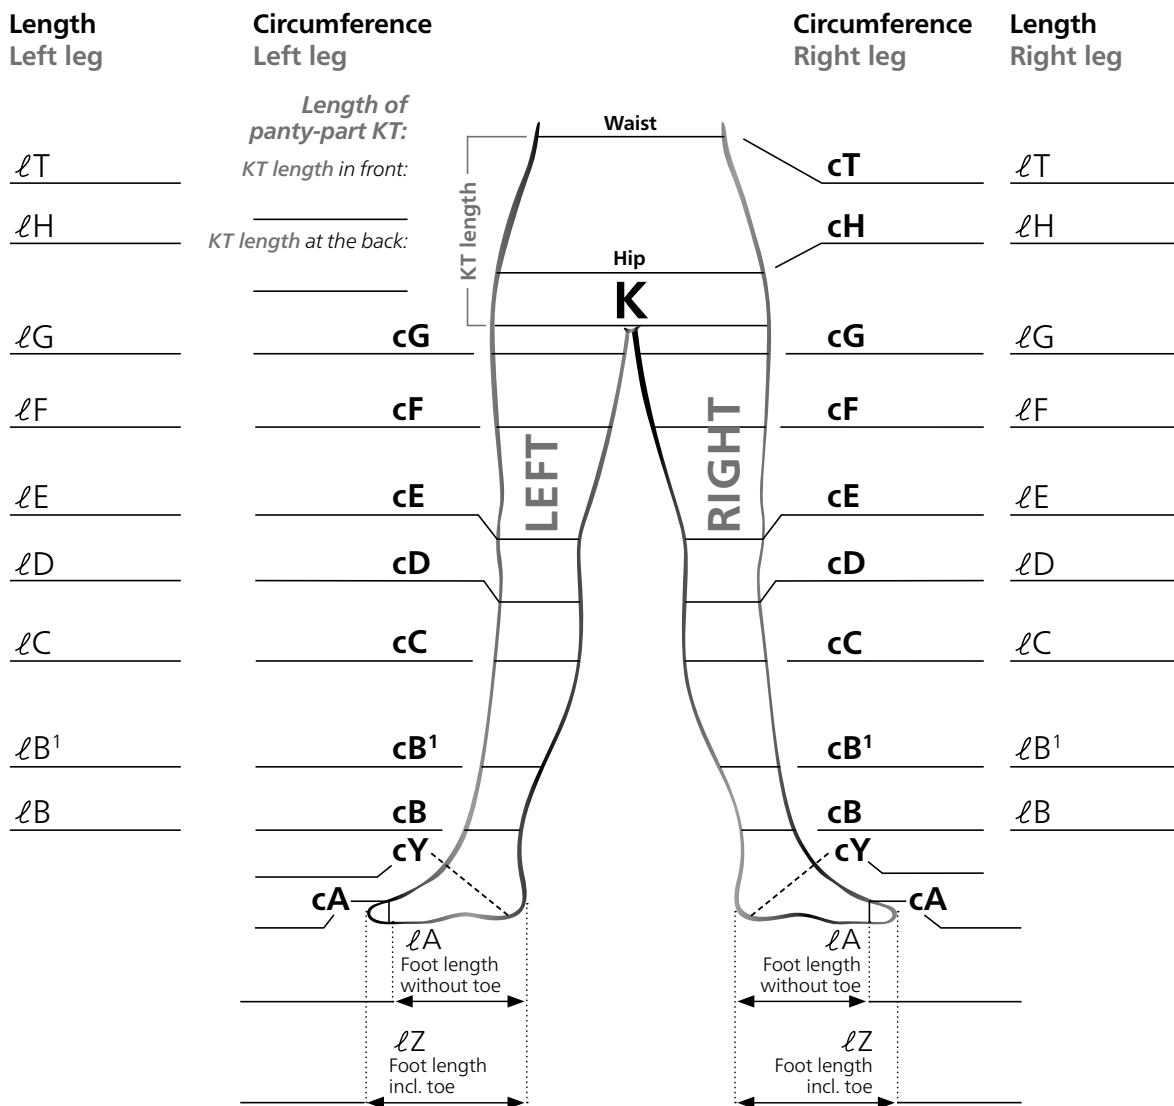 Length Circumference Circumference Length
Left leg Left leg Right leg Right leg
Length of
panty-part KT:
Waist
KT length in front:
ℓT cT ℓT
KT length
ℓH KT length at the back: cH ℓH
Hip
K
ℓG cG cG ℓG
ℓF cF cF ℓF
LEFT RIGHT
ℓE cE cE ℓE
ℓD cD cD ℓD
ℓC cC cC ℓC
ℓB¹ cB¹ cB¹ ℓB¹
ℓB cB cB ℓB
cY cY
cA cA
ℓA ℓA
Foot length Foot length
without toe without toe
ℓZ ℓZ
Foot length Foot length
incl. toe incl. toe